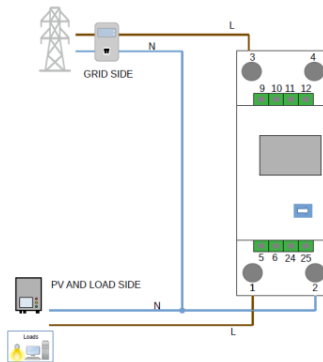 L
N
GRID SIDE
3 4
9 10 11 12
5 6 24 25
1 2
PV AND LOAD SIDE
N
Loads
L